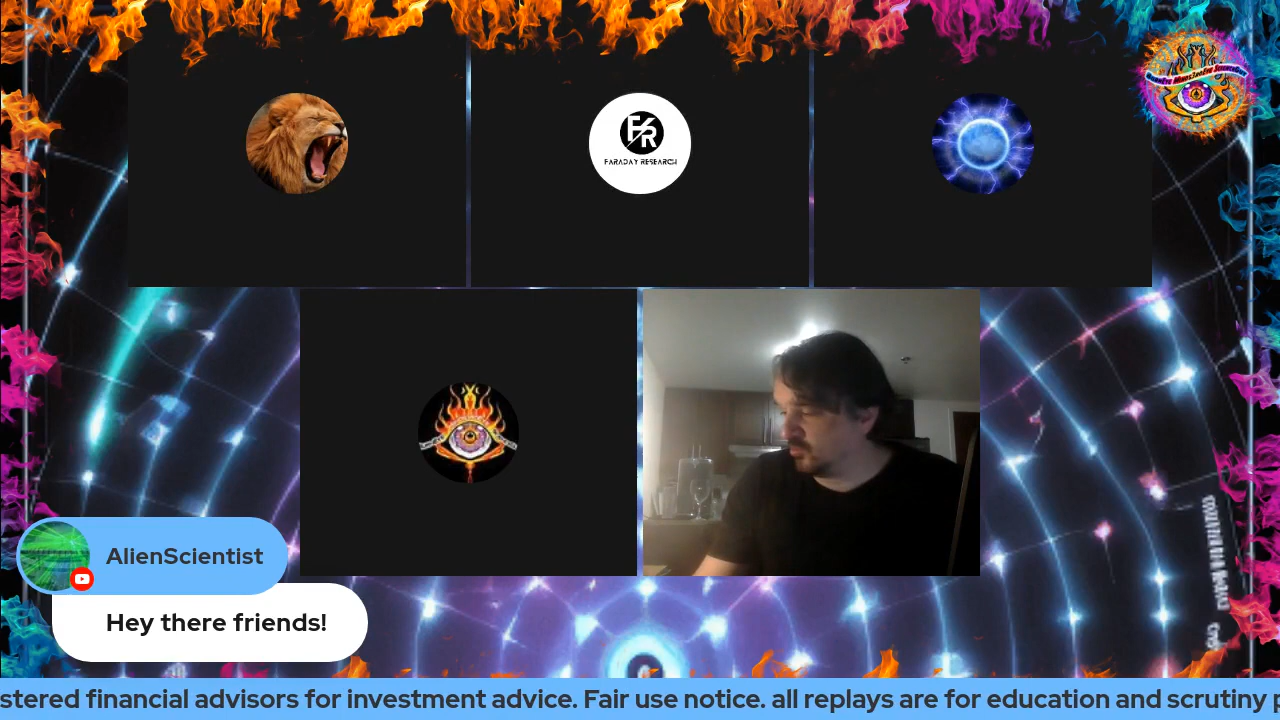 FR
FARADAY RESEARCH
AlienScientist
Hey there friends!
stered financial advisors for investment advice. Fair use notice. all replays are for education and scrutiny p